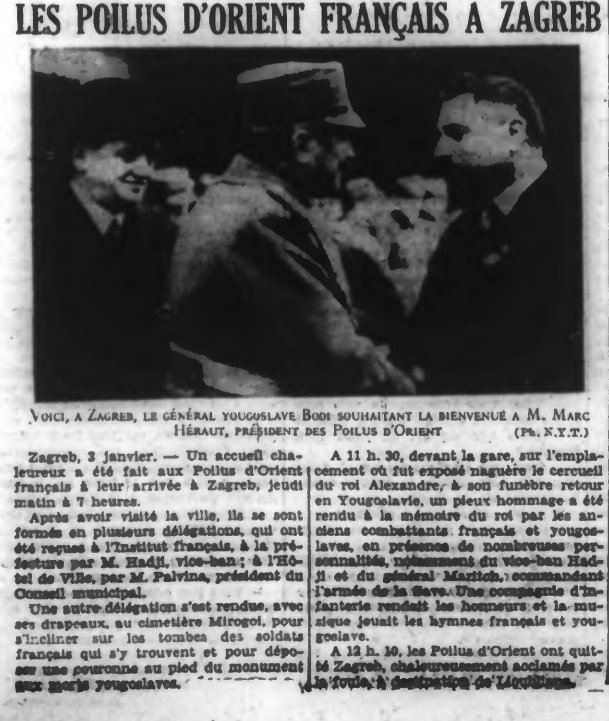 LES POILUS D'ORIENT FRANÇAIS A ZAGREB
VOICI, A ZAGREB, LE GÉNÉRAL YOUGOSLAVE BODI SOUHAITANT LA BIENVENUE A M. MARC
HÉRAUT, PRÉSIDENT DES POILUS D'ORIENT (PH. N.Y.T.)
Zagreb, 3 janvier. — Un accueil cha-
leureux a été fait aux Poilus d'Orient
français à leur arrivée à Zagreb, jeudi
matin à 7 heures.
Après avoir visité la ville, ils se sont
formés en plusieurs délégations, qui ont
été reçues à l'Institut français, à la pré-
fecture par M. Hadji, vice-ban ; à l'Hô-
tel de Ville, par M. Palvina, président du
Conseil municipal.
Une autre délégation s'est rendue, avec
ses drapeaux, au cimetière Mirogoi, pour
s'incliner sur les tombes des soldats
français qui s'y trouvent et pour dépo-
ser une couronne au pied du monument
aux morts yougoslaves.
A 11 h. 30, devant la gare, sur l'empla-
cement où fut exposé naguère le cercueil
du roi Alexandre, à son funèbre retour
en Yougoslavie, un pieux hommage a été
rendu à la mémoire du roi par les an-
ciens combattants français et yougos-
laves, en présence de nombreuses per-
sonnalités, notamment du vice-ban Had-
ji et du général Maritch, commandant
l'armée de la Save. Une compagnie d'in-
fanterie rendait les honneurs et la mu-
sique jouait les hymnes français et you-
goslave.
A 12 h. 10, les Poilus d'Orient ont quit-
té Zagreb, chaleureusement acclamés par
la foule, à destination de